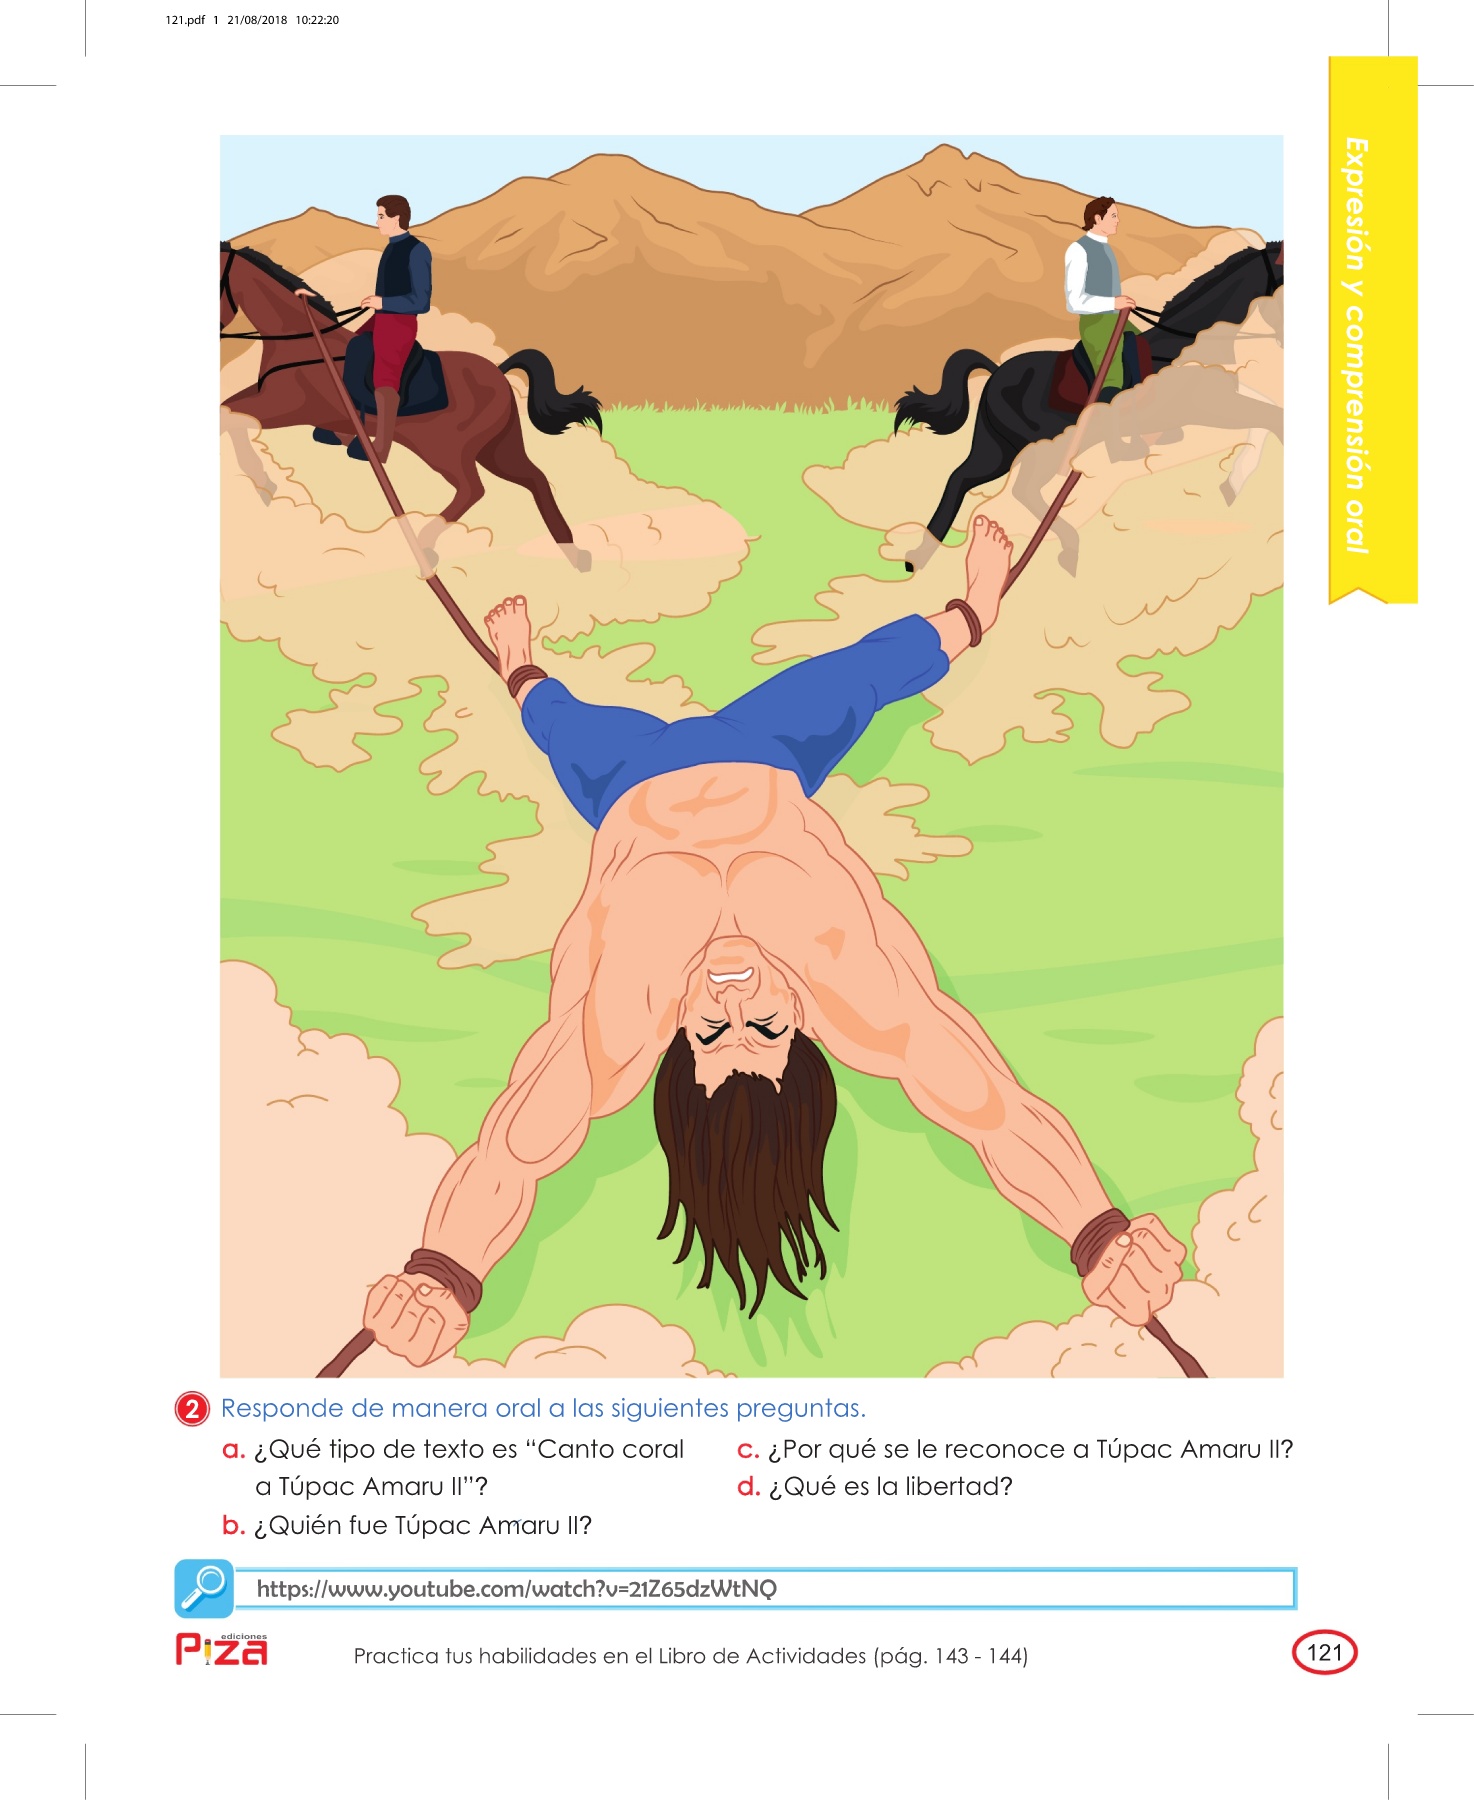 121.pdf 1 21/08/2018 10:22:20
Expresión y comprensión oral
2 Responde de manera oral a las siguientes preguntas.
a. ¿Qué tipo de texto es “Canto coral
a Túpac Amaru II”?
b. ¿Quién fue Túpac Amaru II?
c. ¿Por qué se le reconoce a Túpac Amaru II?
d. ¿Qué es la libertad?
https://www.youtube.com/watch?v=21Z65dzWtNQ
ediciones
Piza
Practica tus habilidades en el Libro de Actividades (pág. 143 - 144)
121